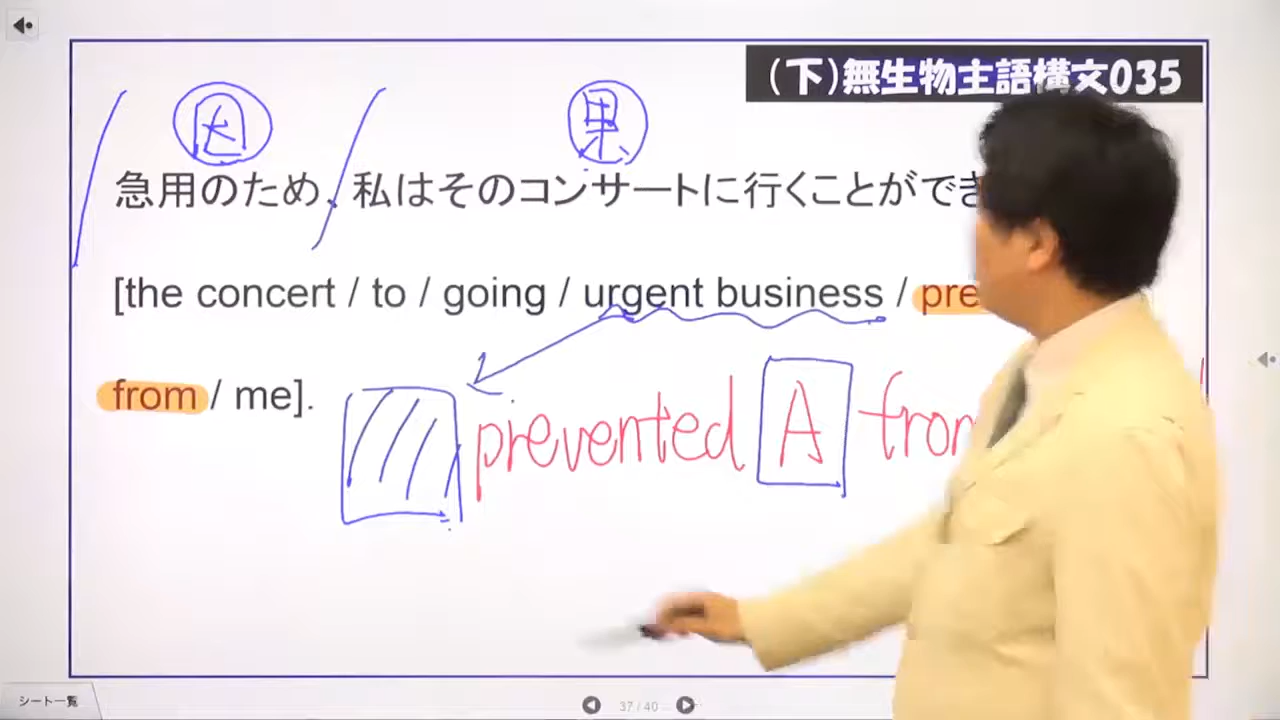 (下)無生物主語構文035
因 果
急用のため、私はそのコンサートに行くことができ
[the concert / to / going / urgent business / pre
from / me].
prevented A from
シート一覧
37 / 40